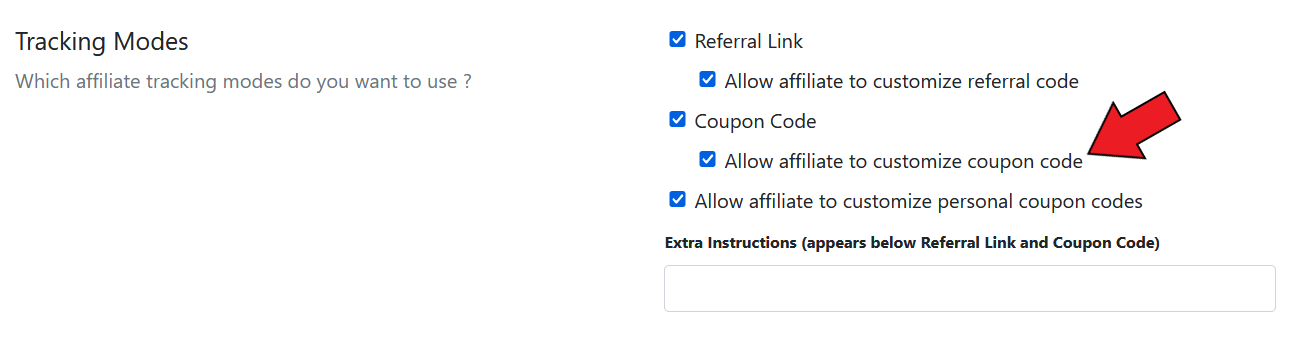 Tracking Modes
Which affiliate tracking modes do you want to use ?
Referral Link
Allow affiliate to customize referral code
Coupon Code
Allow affiliate to customize coupon code
Allow affiliate to customize personal coupon codes
Extra Instructions (appears below Referral Link and Coupon Code)